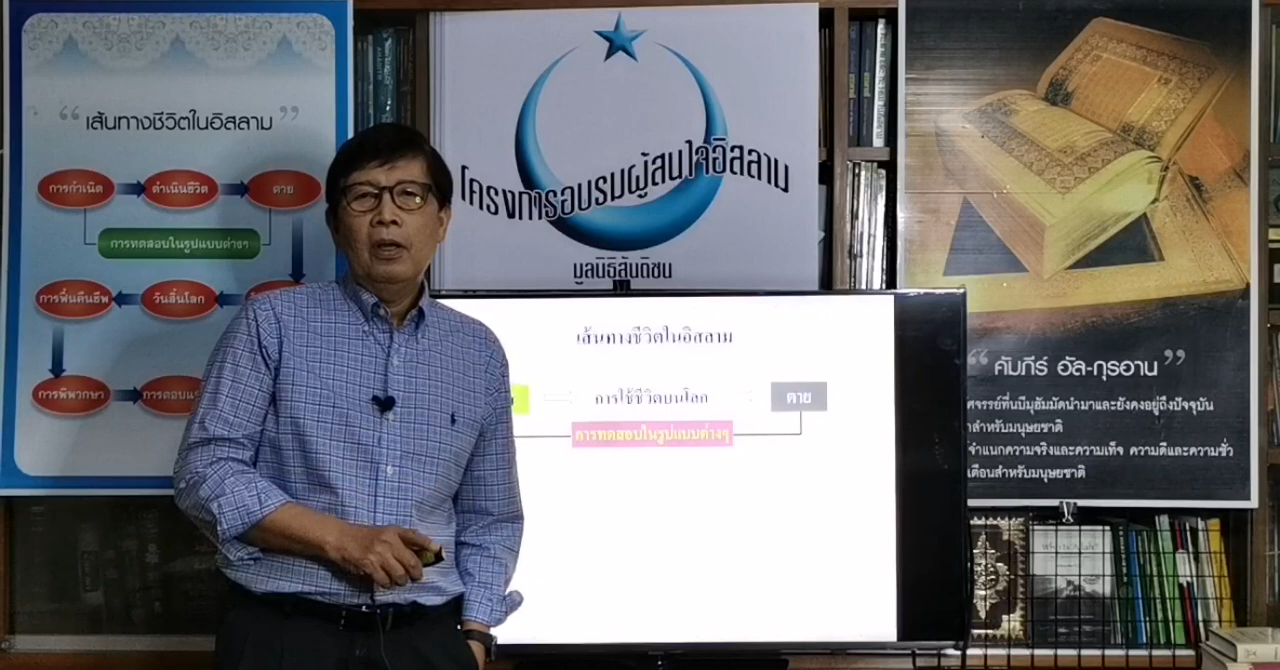 “ เส้นทางชีวิตในอิสลาม ”
การกำเนิด
ดำเนินชีวิต
ตาย
การทดสอบในรูปแบบต่างๆ
การฟื้นคืนชีพ
วันสิ้นโลก
การพิพากษา
การตอบแ
โครงการอบรมผู้สนใจอิสลาม
มูลนิธิสันติชน
เส้นทางชีวิตในอิสลาม
การใช้ชีวิตบนโลก
ตาย
การทดสอบในรูปแบบต่างๆ
“ คัมภีร์ อัล-กุรอาน ”
ศจรรย์ที่นบีมุฮัมมัดนำมาและยังคงอยู่ถึงปัจจุบัน
สำหรับมนุษยชาติ
จำแนกความจริงและความเท็จ ความดีและความชั่ว
เตือนสำหรับมนุษยชาติ